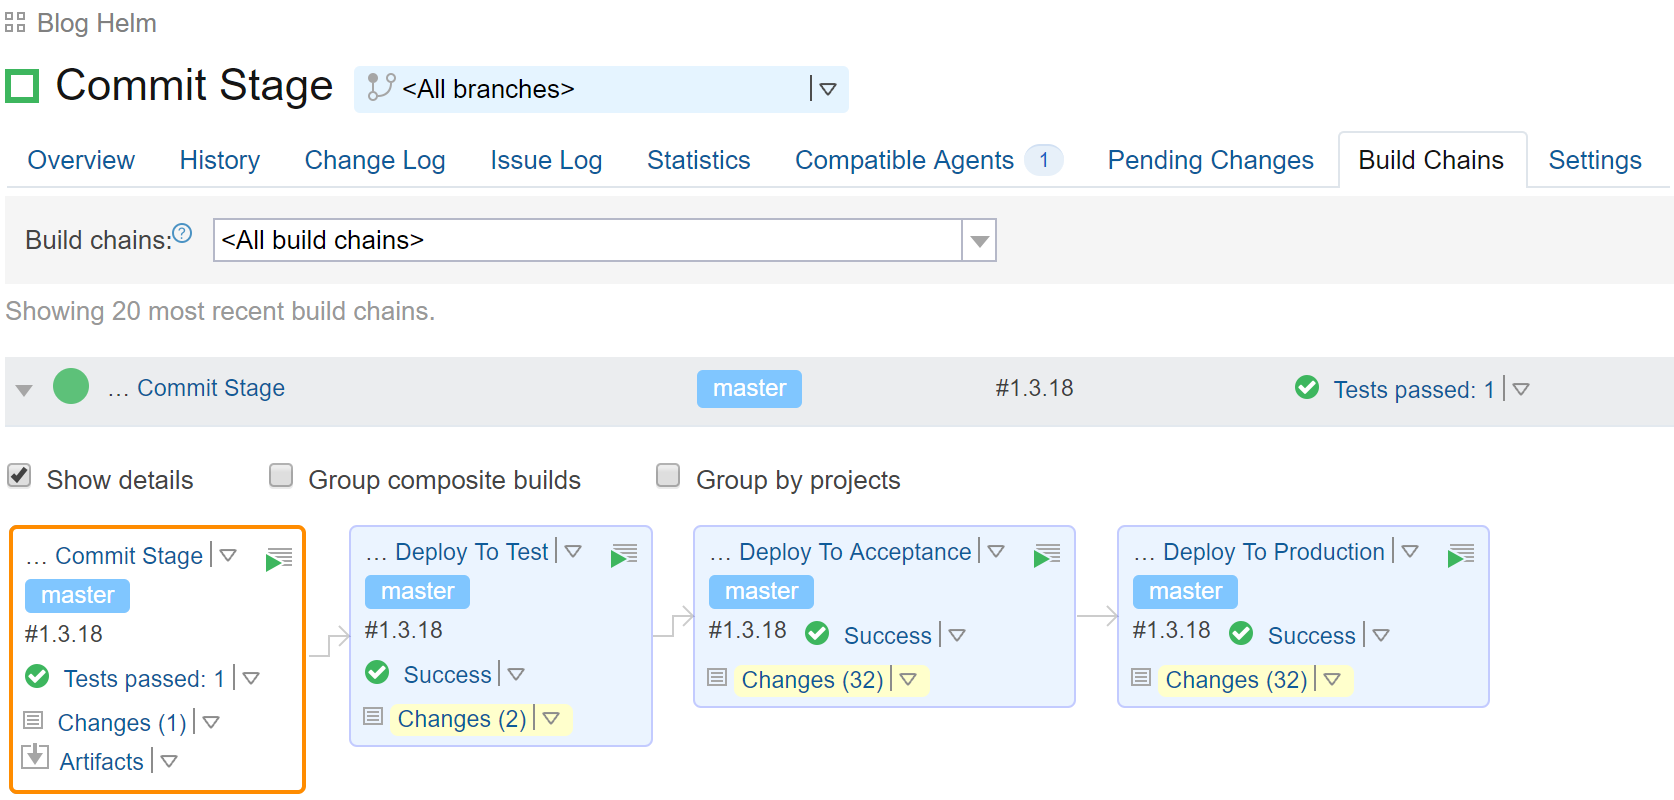 Blog Helm
Commit Stage <All branches>
Overview History Change Log Issue Log Statistics Compatible Agents 1 Pending Changes Build Chains Settings
Build chains:? <All build chains>
Showing 20 most recent build chains.
... Commit Stage master #1.3.18 Tests passed: 1
Show details Group composite builds Group by projects
... Commit Stage
master
#1.3.18
Tests passed: 1
Changes (1)
Artifacts
... Deploy To Test
master
#1.3.18
Success
Changes (2)
... Deploy To Acceptance
master
#1.3.18 Success
Changes (32)
... Deploy To Production
master
#1.3.18 Success
Changes (32)